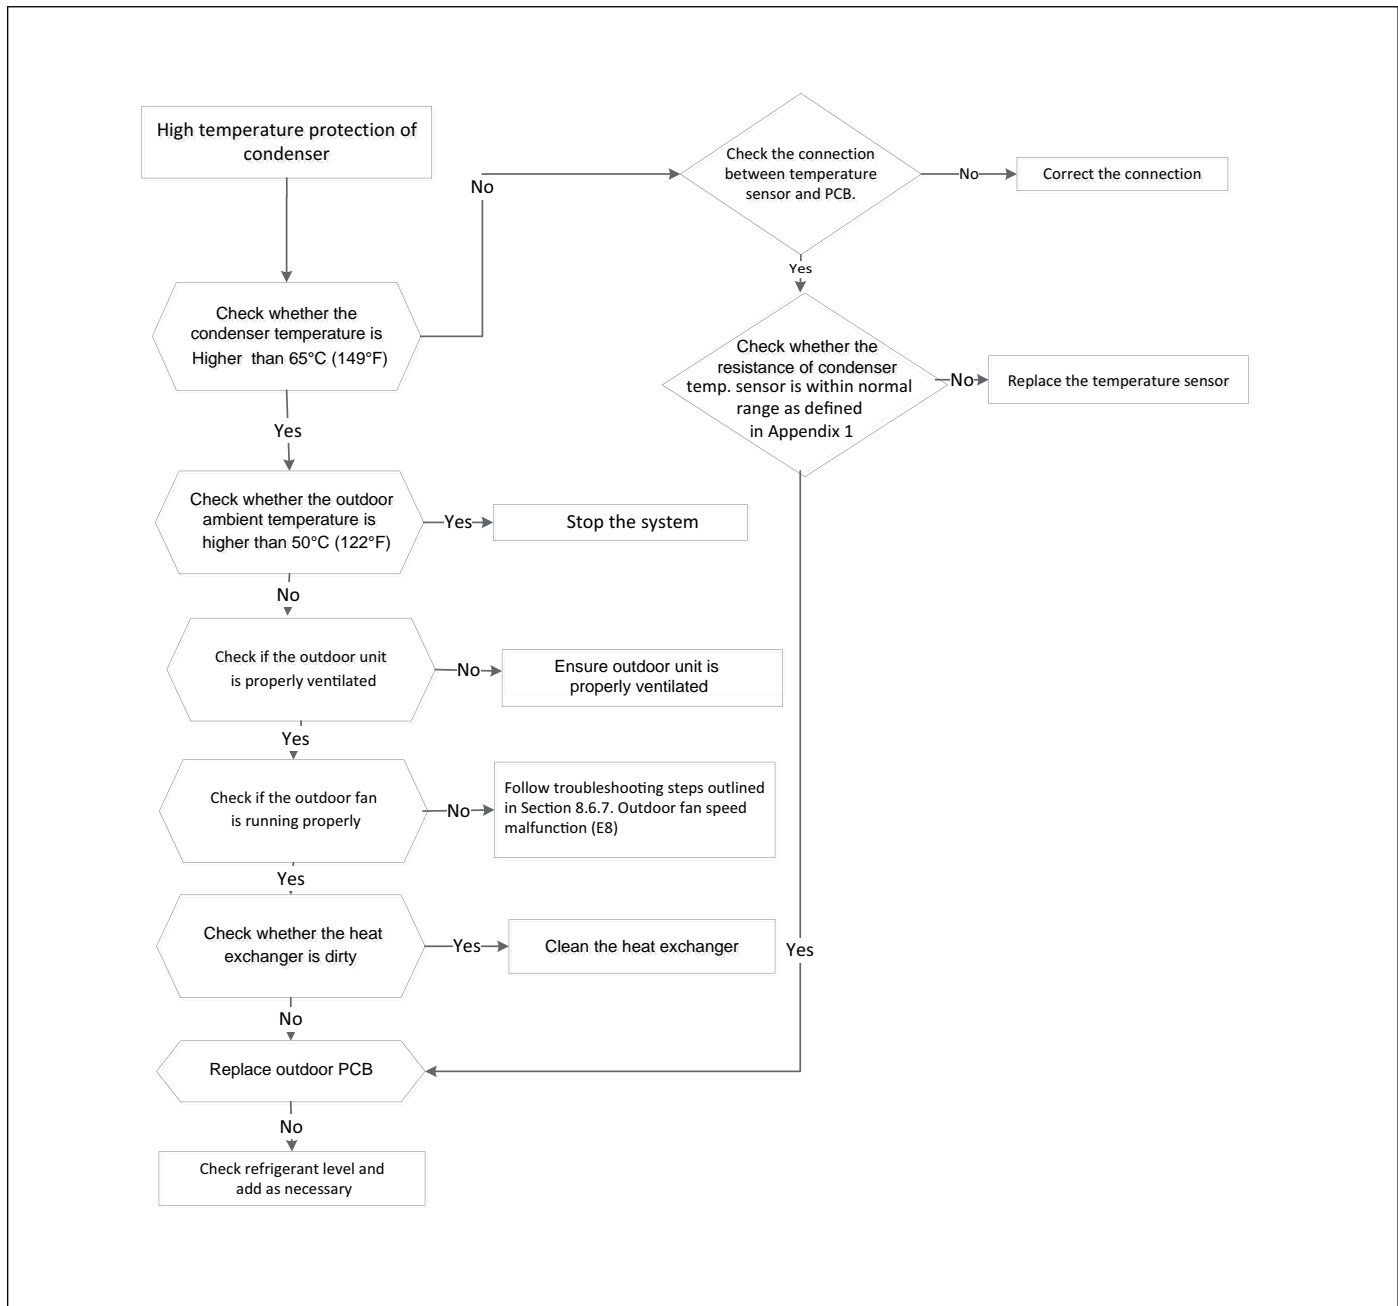 High temperature protection of
condenser
No
Check the connection
between temperature
sensor and PCB.
No
Correct the connection
Yes
Check whether the
condenser temperature is
Higher than 65°C (149°F)
Check whether the
resistance of condenser
temp. sensor is within normal
range as defined
in Appendix 1
No
Replace the temperature sensor
Yes
Check whether the outdoor
ambient temperature is
higher than 50°C (122°F)
Yes
Stop the system
No
Check if the outdoor unit
is properly ventilated
No
Ensure outdoor unit is
properly ventilated
Yes
Check if the outdoor fan
is running properly
No
Follow troubleshooting steps outlined
in Section 8.6.7. Outdoor fan speed
malfunction (E8)
Yes
Check whether the heat
exchanger is dirty
Yes
Clean the heat exchanger
Yes
No
Replace outdoor PCB
No
Check refrigerant level and
add as necessary